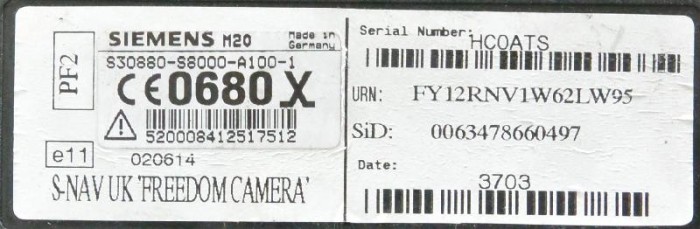 PF2
SIEMENS M20
Made in
Germany
S30880-S8000-A100-1
CE0680 X
520008412517512
e11
020614
S-NAV UK 'FREEDOM CAMERA'
Serial Number:
HC0ATS
URN: FY12RNV1W62LW95
SiD: 0063478660497
Date:
3703